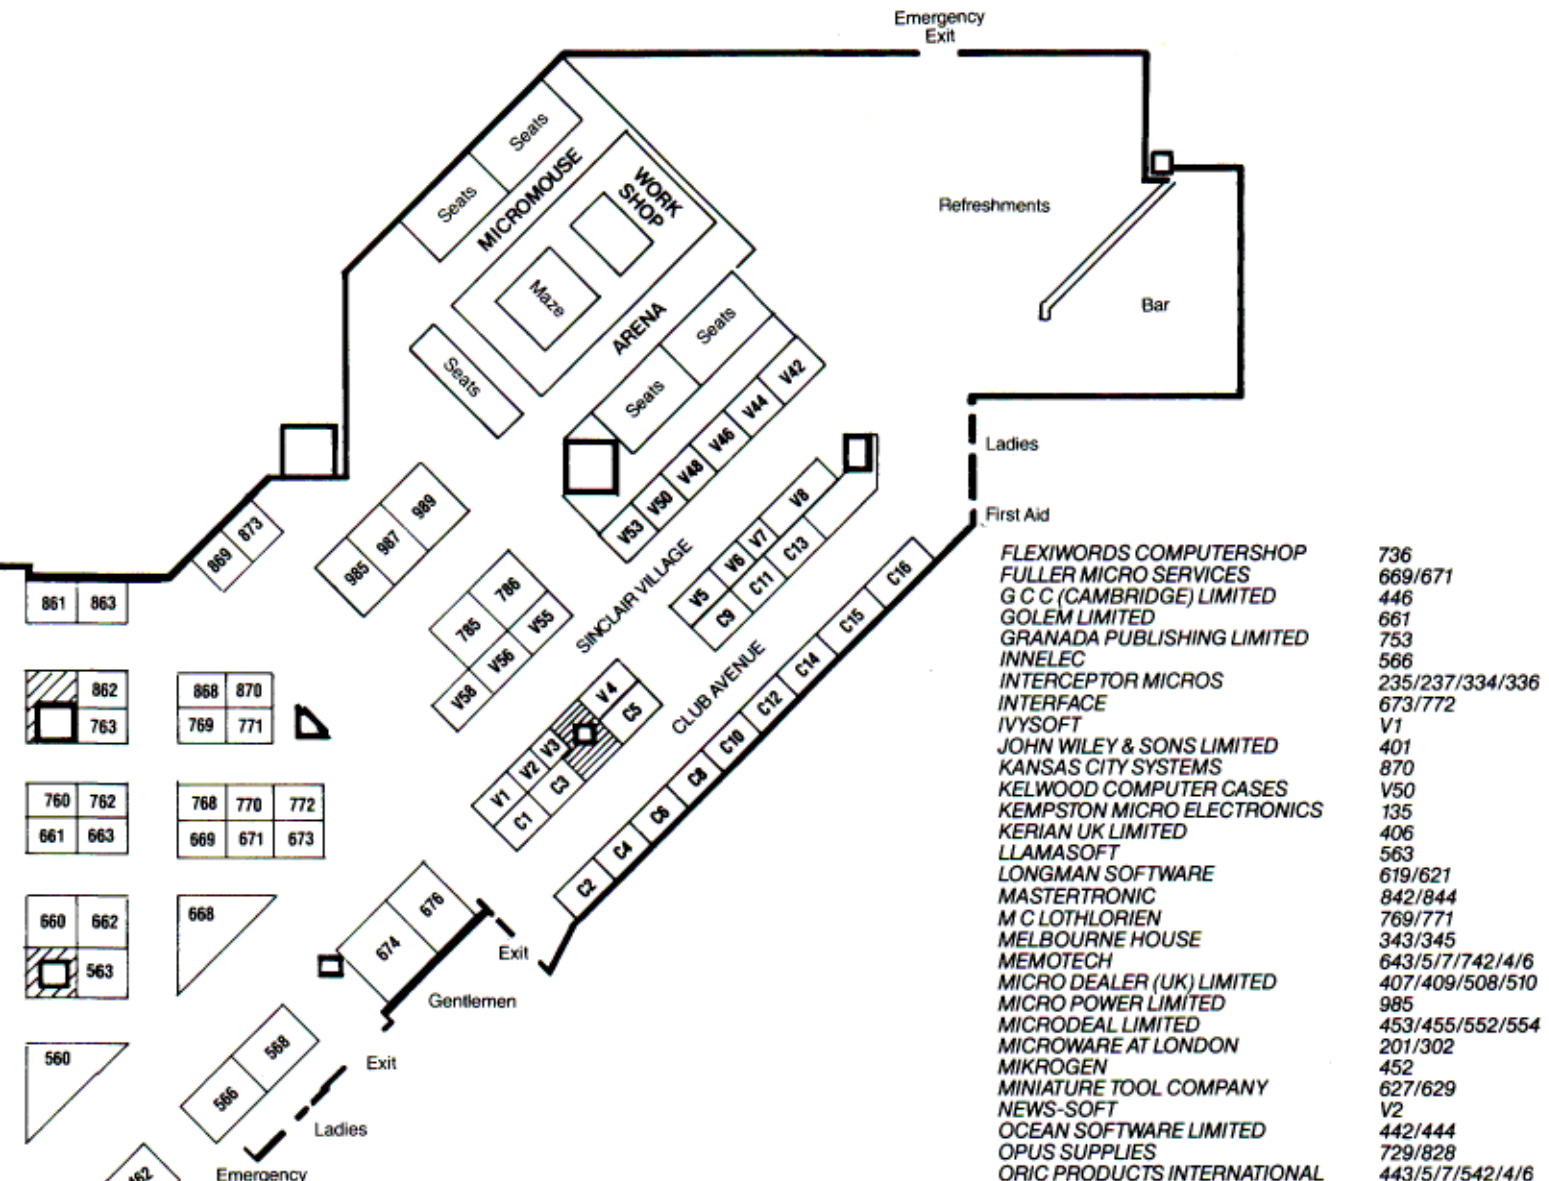 Emergency
Exit
Seats
Seats
MICROMOUSE
WORK
SHOP
Maze
ARENA
Seats
Seats
Seats
Refreshments
Bar
V42
V44
V46
V48
V50
V53
Ladies
First Aid
989
987
985
873
869
861 863
786
785
V55
V56
V58
SINCLAIR VILLAGE
V8
V7
V6
V5
C13
C11
C9
CLUB AVENUE
C16
C15
C14
C12
C10
C8
C6
C4
C2
V4
C5
V3
V2
V1
C3
C1
862
763
868 870
769 771
760 762
661 663
768 770 772
669 671 673
660 662
563
668
676
674
Exit
Gentlemen
560
568
566
Exit
Ladies
Emergency
462
FLEXIWORDS COMPUTERSHOP 736
FULLER MICRO SERVICES 669/671
G C C (CAMBRIDGE) LIMITED 446
GOLEM LIMITED 661
GRANADA PUBLISHING LIMITED 753
INNELEC 566
INTERCEPTOR MICROS 235/237/334/336
INTERFACE 673/772
IVYSOFT V1
JOHN WILEY & SONS LIMITED 401
KANSAS CITY SYSTEMS 870
KELWOOD COMPUTER CASES V50
KEMPSTON MICRO ELECTRONICS 135
KERIAN UK LIMITED 406
LLAMASOFT 563
LONGMAN SOFTWARE 619/621
MASTERTRONIC 842/844
M C LOTHLORIEN 769/771
MELBOURNE HOUSE 343/345
MEMOTECH 643/5/7/742/4/6
MICRO DEALER (UK) LIMITED 407/409/508/510
MICRO POWER LIMITED 985
MICRODEAL LIMITED 453/455/552/554
MICROWARE AT LONDON 201/302
MIKROGEN 452
MINIATURE TOOL COMPANY 627/629
NEWS-SOFT V2
OCEAN SOFTWARE LIMITED 442/444
OPUS SUPPLIES 729/828
ORIC PRODUCTS INTERNATIONAL 443/5/7/542/4/6